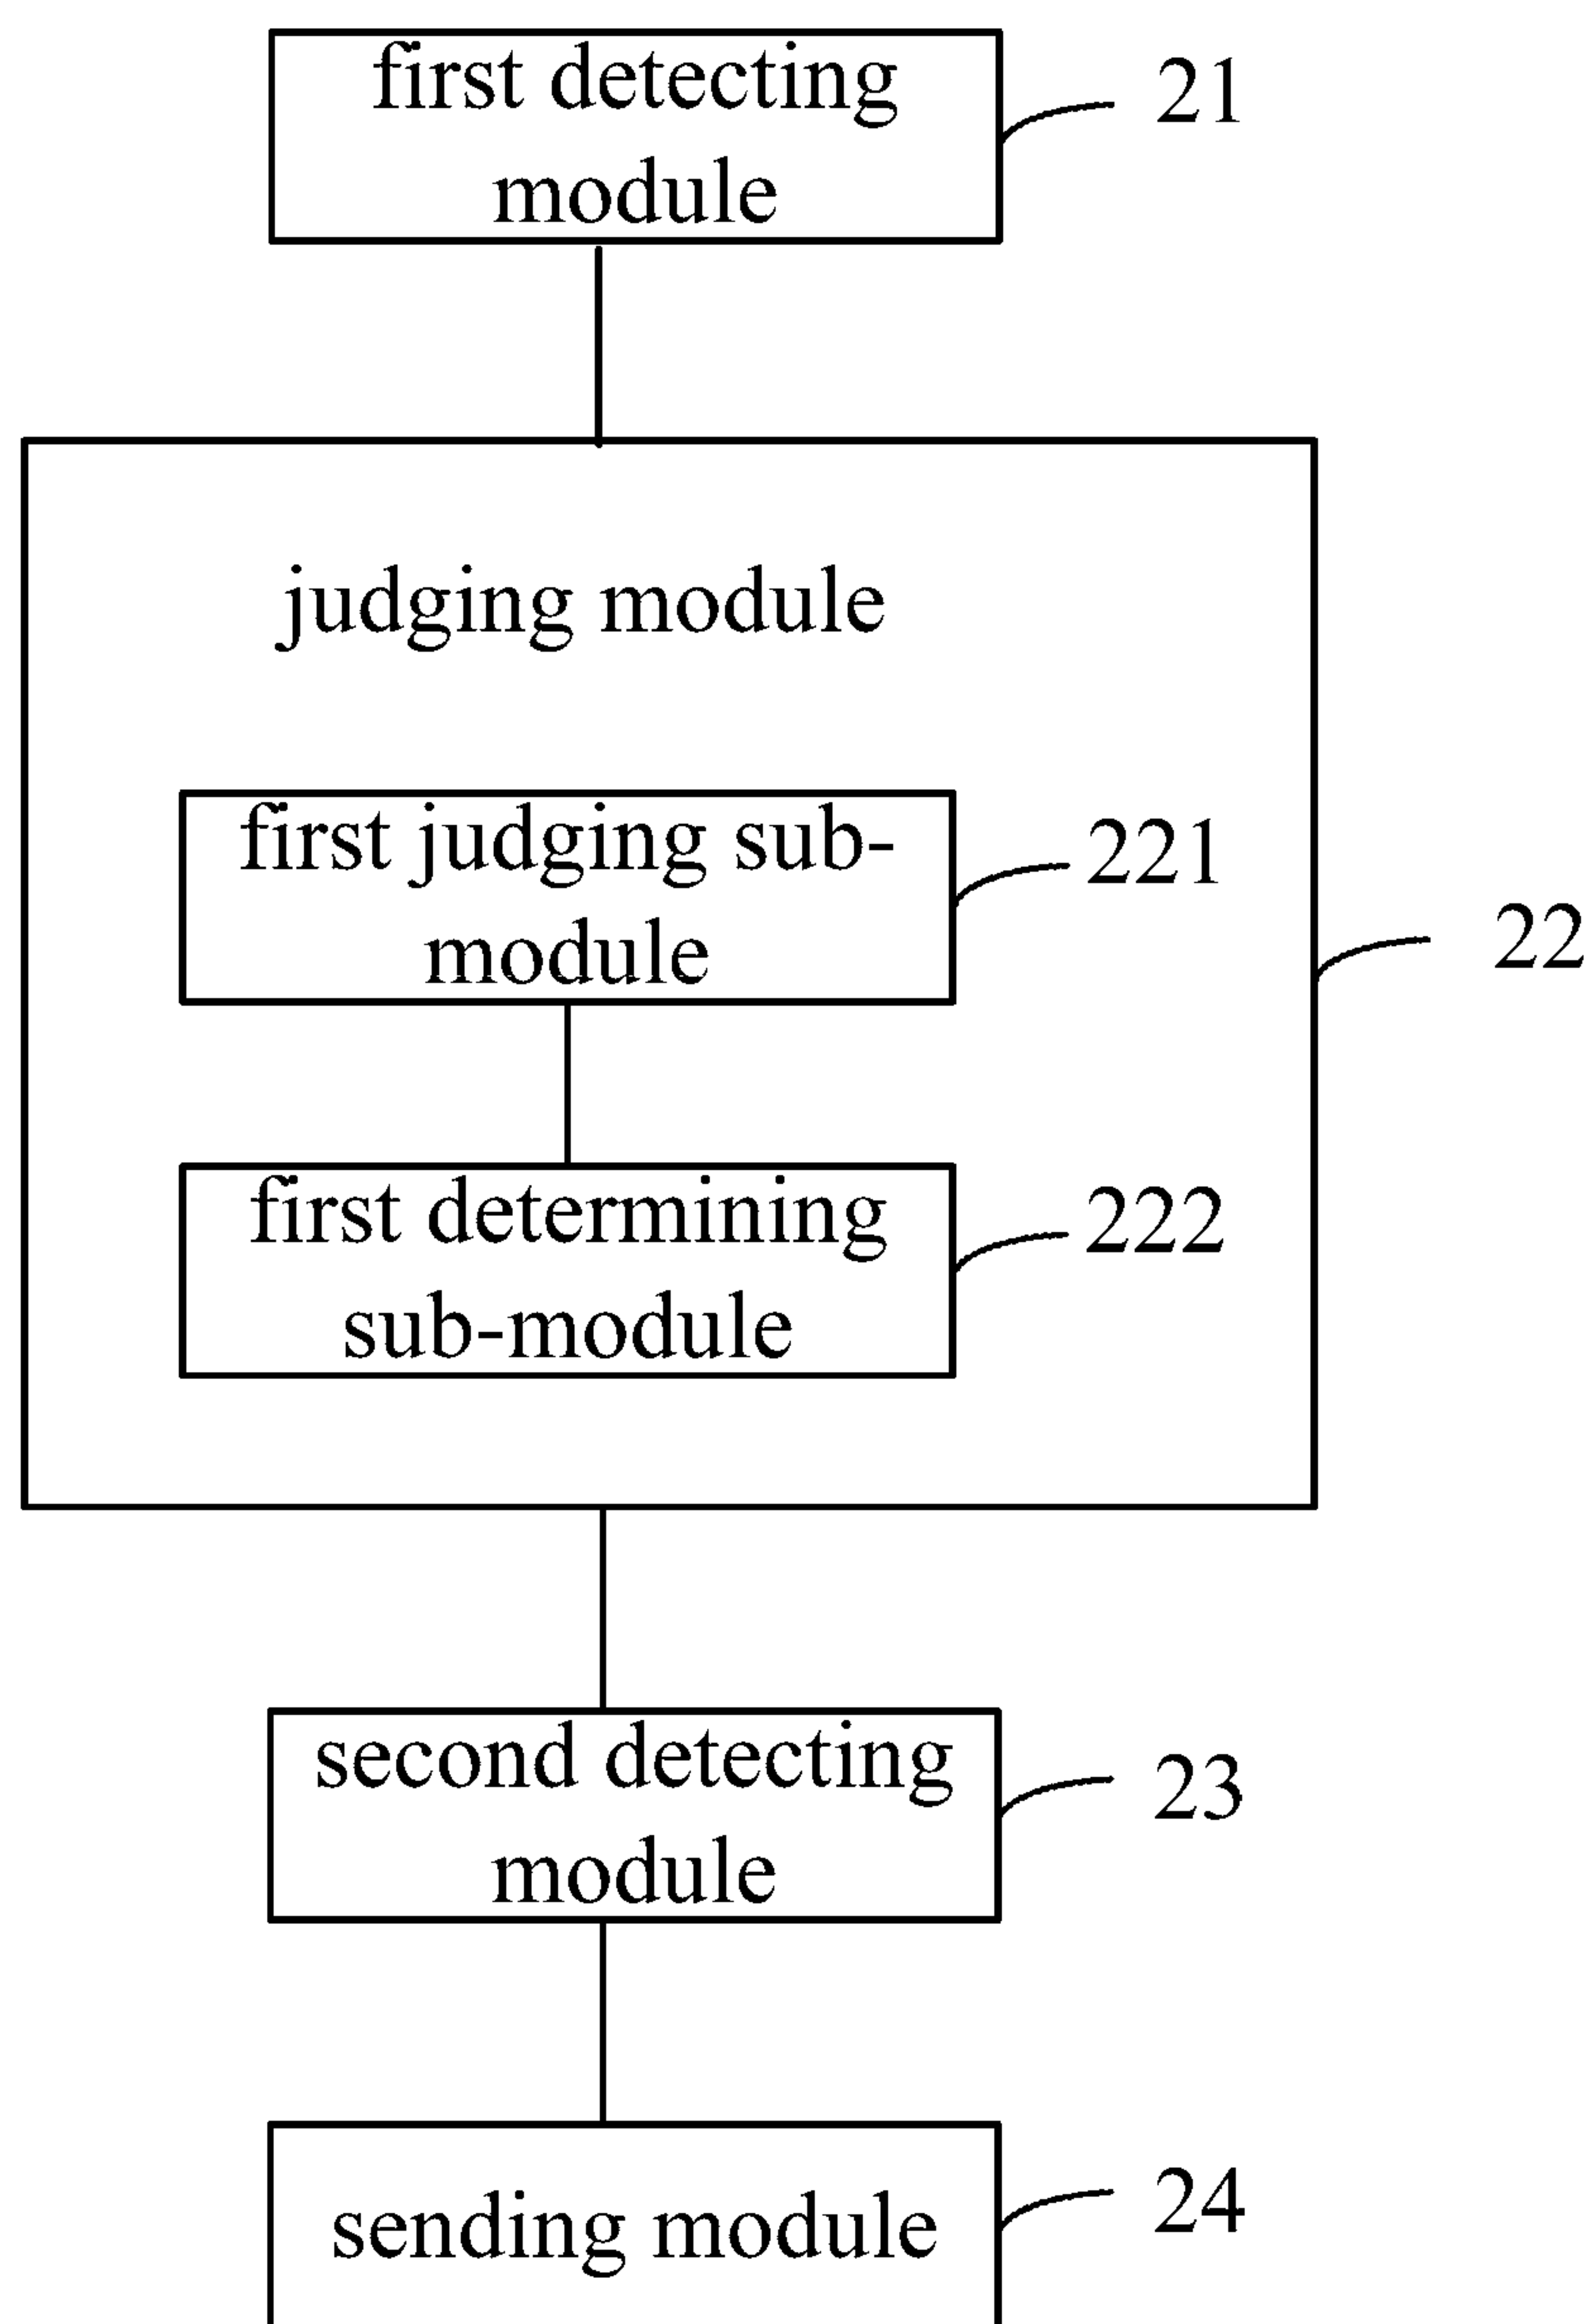 first detecting
module
21
judging module
first judging sub-
module
221
22
first determining
sub-module
222
second detecting
module
23
sending module
24